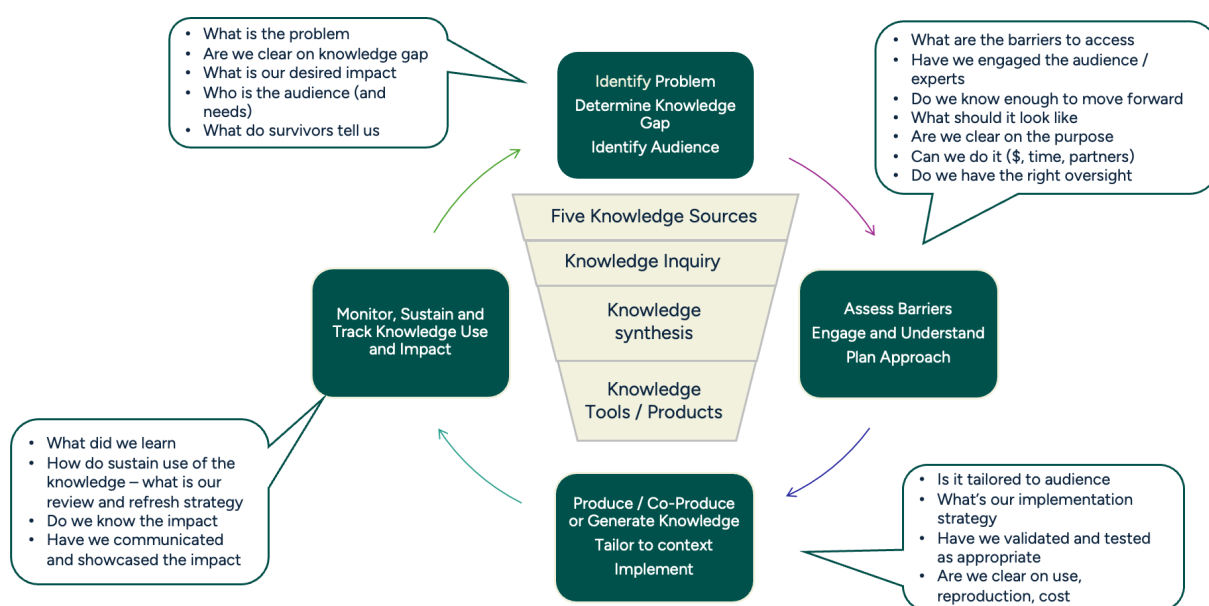 • What is the problem
• Are we clear on knowledge gap
• What is our desired impact
• Who is the audience (and
needs)
• What do survivors tell us
Identify Problem
Determine Knowledge
Gap
Identify Audience
• What are the barriers to access
• Have we engaged the audience /
experts
• Do we know enough to move forward
• What should it look like
• Are we clear on the purpose
• Can we do it ($, time, partners)
• Do we have the right oversight
Five Knowledge Sources
Knowledge Inquiry
Knowledge
synthesis
Knowledge
Tools / Products
Monitor, Sustain and
Track Knowledge Use
and Impact
Assess Barriers
Engage and Understand
Plan Approach
• What did we learn
• How do sustain use of the
knowledge – what is our
review and refresh strategy
• Do we know the impact
• Have we communicated
and showcased the impact
Produce / Co-Produce
or Generate Knowledge
Tailor to context
Implement
• Is it tailored to audience
• What's our implementation
strategy
• Have we validated and tested
as appropriate
• Are we clear on use,
reproduction, cost